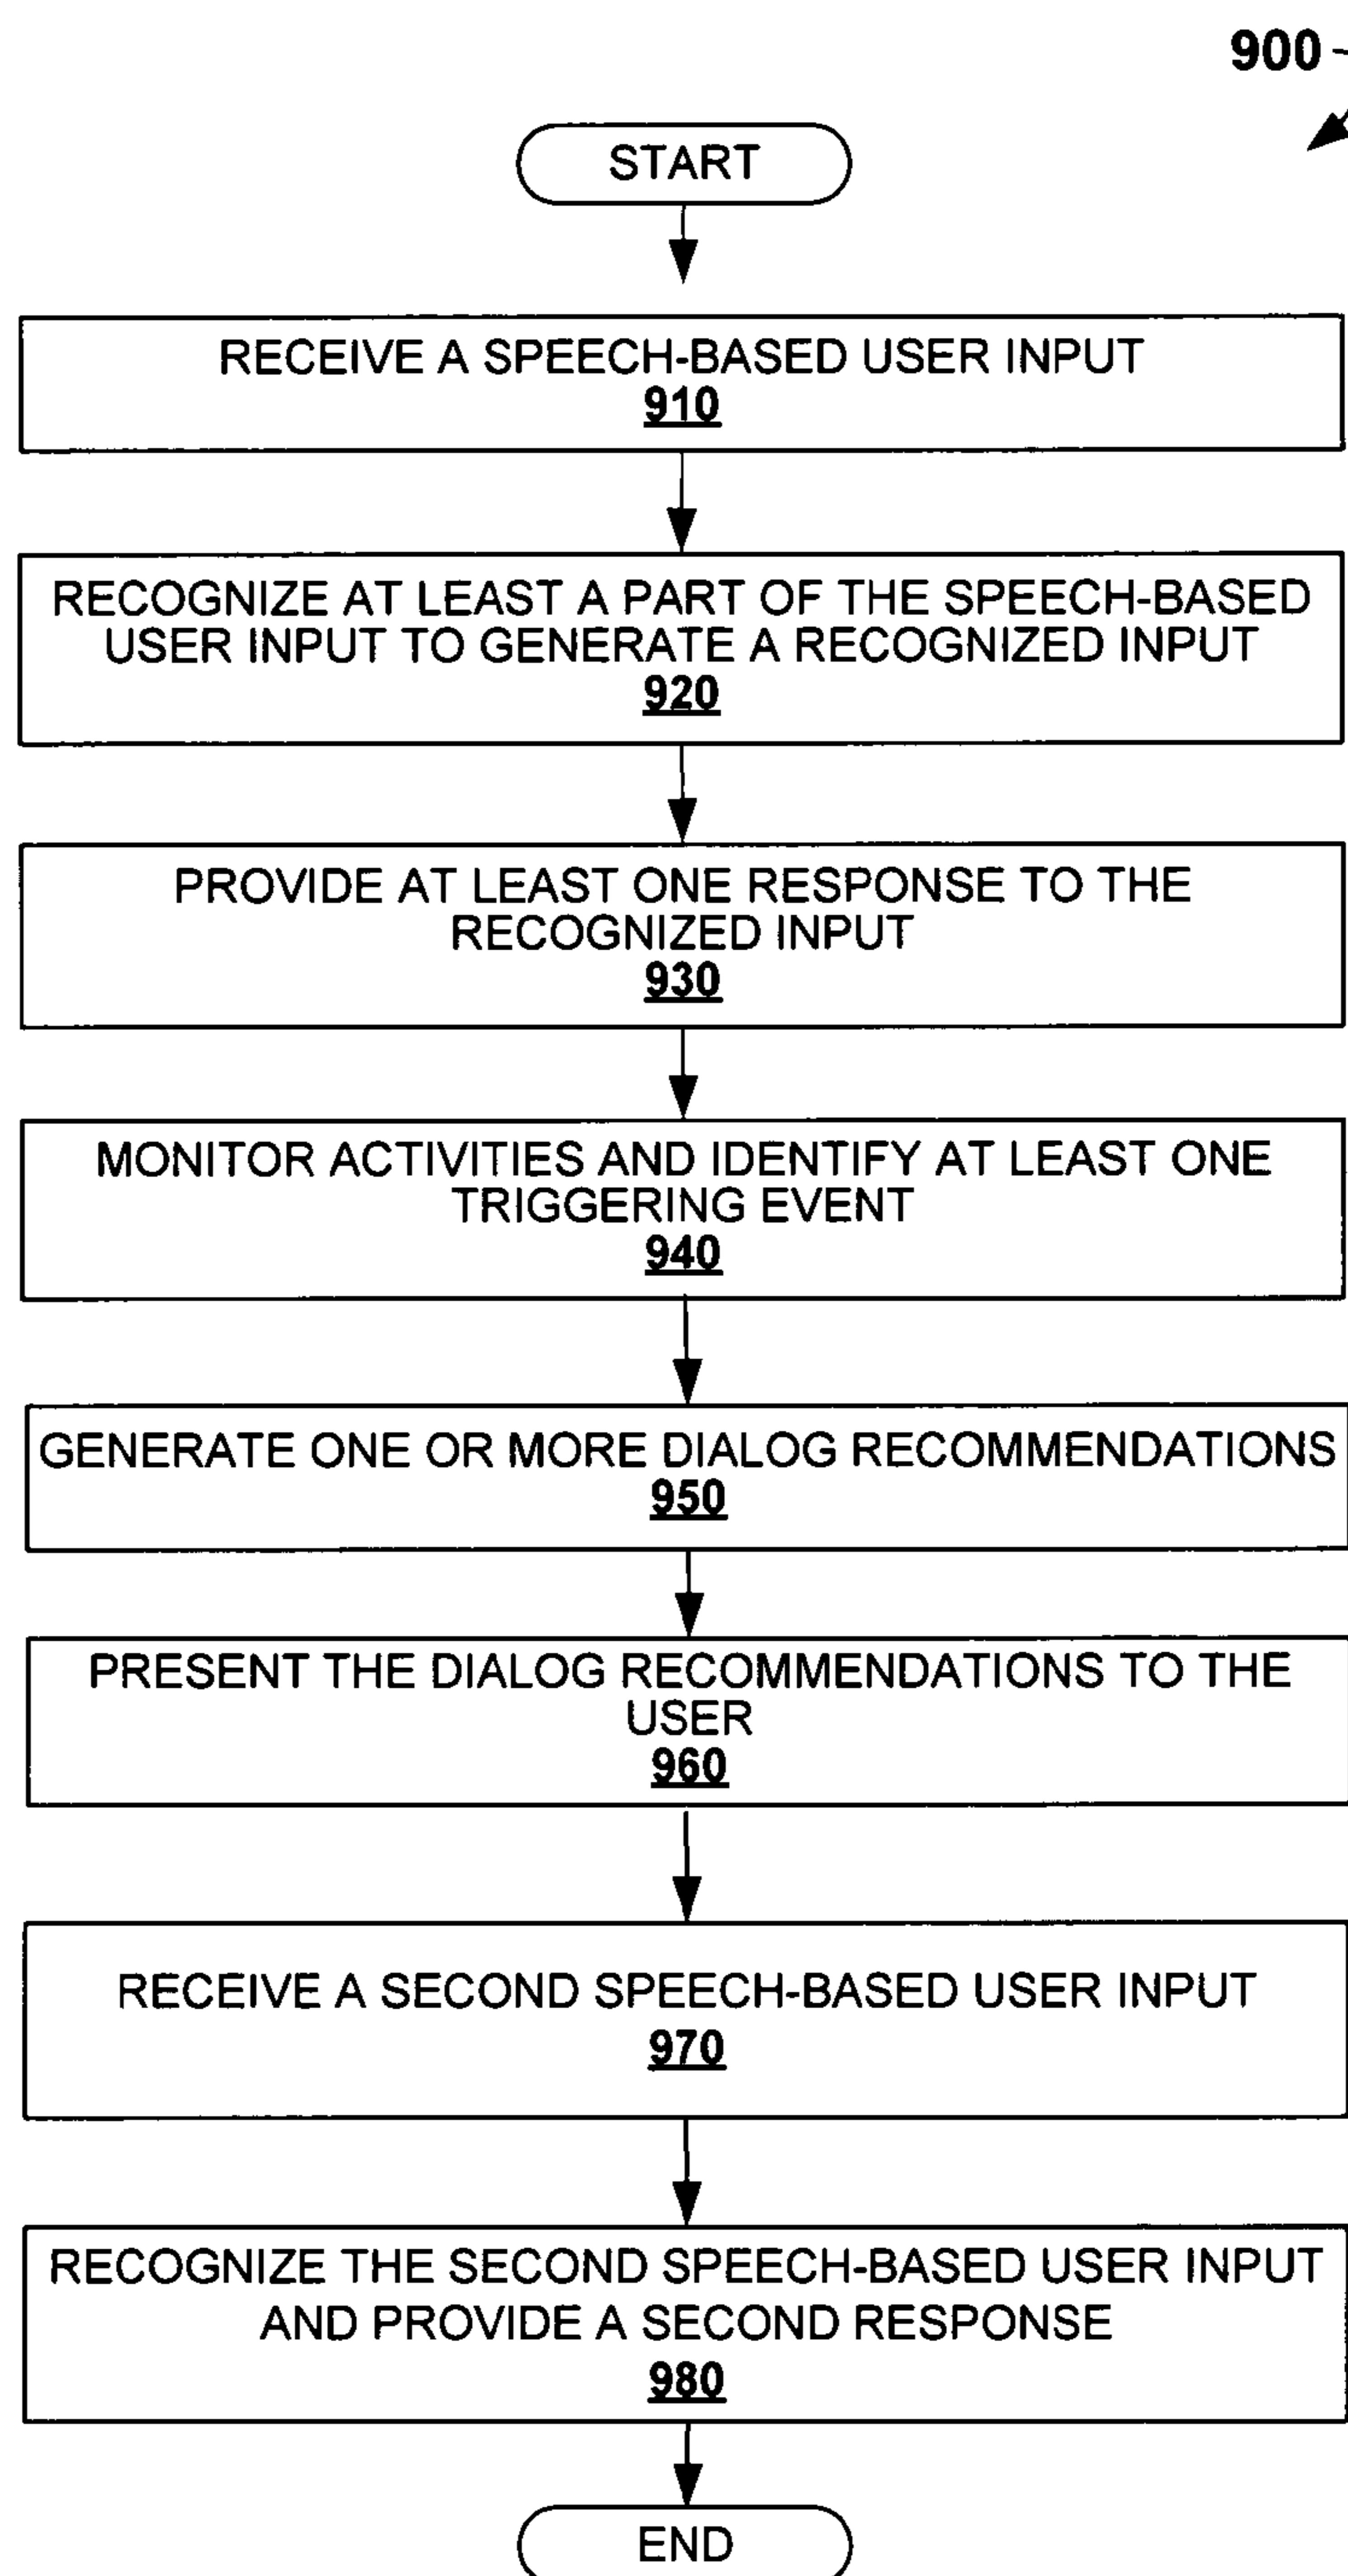 900
START
RECEIVE A SPEECH-BASED USER INPUT
910
RECOGNIZE AT LEAST A PART OF THE SPEECH-BASED
USER INPUT TO GENERATE A RECOGNIZED INPUT
920
PROVIDE AT LEAST ONE RESPONSE TO THE
RECOGNIZED INPUT
930
MONITOR ACTIVITIES AND IDENTIFY AT LEAST ONE
TRIGGERING EVENT
940
GENERATE ONE OR MORE DIALOG RECOMMENDATIONS
950
PRESENT THE DIALOG RECOMMENDATIONS TO THE
USER
960
RECEIVE A SECOND SPEECH-BASED USER INPUT
970
RECOGNIZE THE SECOND SPEECH-BASED USER INPUT
AND PROVIDE A SECOND RESPONSE
980
END